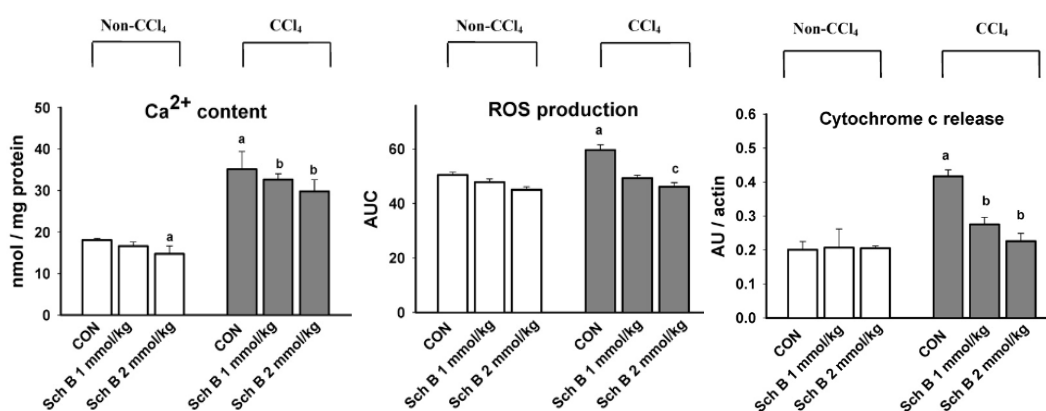 Non-CCl₄
CCl₄
Ca²⁺ content
nmol / mg protein
50
40
30
20
10
0
a
a
b
b
CON
Sch B 1 mmol/kg
Sch B 2 mmol/kg
CON
Sch B 1 mmol/kg
Sch B 2 mmol/kg
Non-CCl₄
CCl₄
ROS production
AUC
60
40
20
0
a
c
CON
Sch B 1 mmol/kg
Sch B 2 mmol/kg
CON
Sch B 1 mmol/kg
Sch B 2 mmol/kg
Non-CCl₄
CCl₄
Cytochrome c release
AU / actin
0.6
0.5
0.4
0.3
0.2
0.1
0.0
a
b
b
CON
Sch B 1 mmol/kg
Sch B 2 mmol/kg
CON
Sch B 1 mmol/kg
Sch B 2 mmol/kg